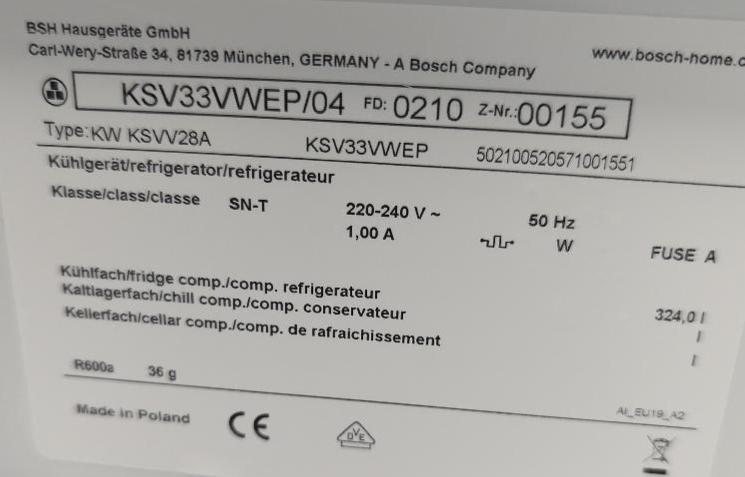 BSH Hausgeräte GmbH
Carl-Wery-Straße 34, 81739 München, GERMANY - A Bosch Company
www.bosch-home.c
KSV33VWEP/04 FD: 0210 Z-Nr.:00155
Type:KW KSVV28A KSV33VWEP 502100520571001551
Kühlgerät/refrigerator/refrigerateur
Klasse/class/classe SN-T 220-240 V ~ 50 Hz
1,00 A W FUSE A
Kühlfach/fridge comp./comp. refrigerateur 324,0 l
Kaltlagerfach/chill comp./comp. conservateur l
Kellerfach/cellar comp./comp. de rafraichissement l
R600a 36 g
AI_EU19_A2
Made in Poland CE DVE